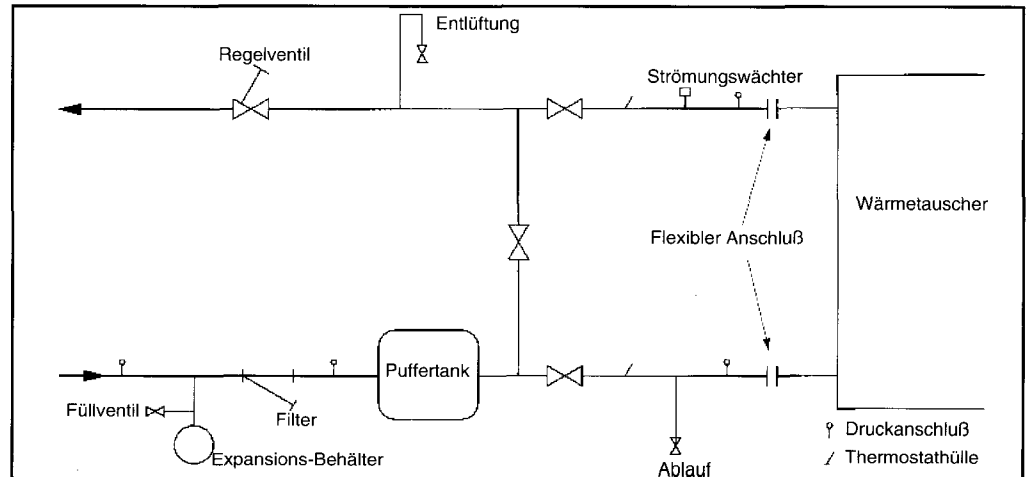 Entlüftung
Regelventil
Strömungswächter
Wärmetauscher
Flexibler Anschluß
Puffertank
Füllventil
Filter
Expansions-Behälter
Ablauf
Druckanschluß
Thermostathülle